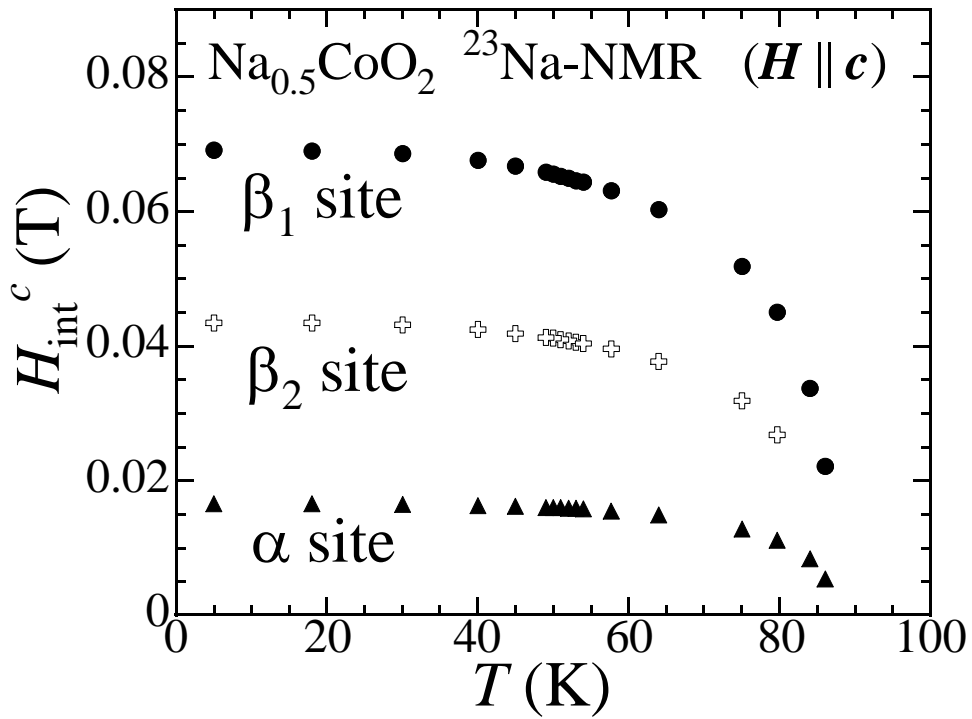 Na0.5CoO2 23Na-NMR (H || c)
0.08
0.06
0.04
0.02
0
Hint c (T)
β1 site
β2 site
α site
0 20 40 60 80 100
T (K)